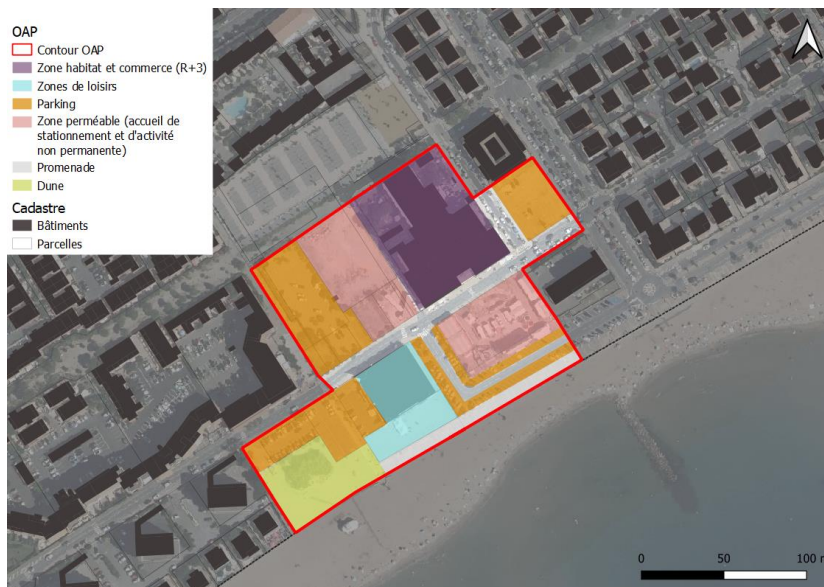 OAP
Contour OAP
Zone habitat et commerce (R+3)
Zones de loisirs
Parking
Zone perméable (accueil de
stationnement et d'activité
non permanente)
Promenade
Dune
Cadastre
Bâtiments
Parcelles
0 50 100 m